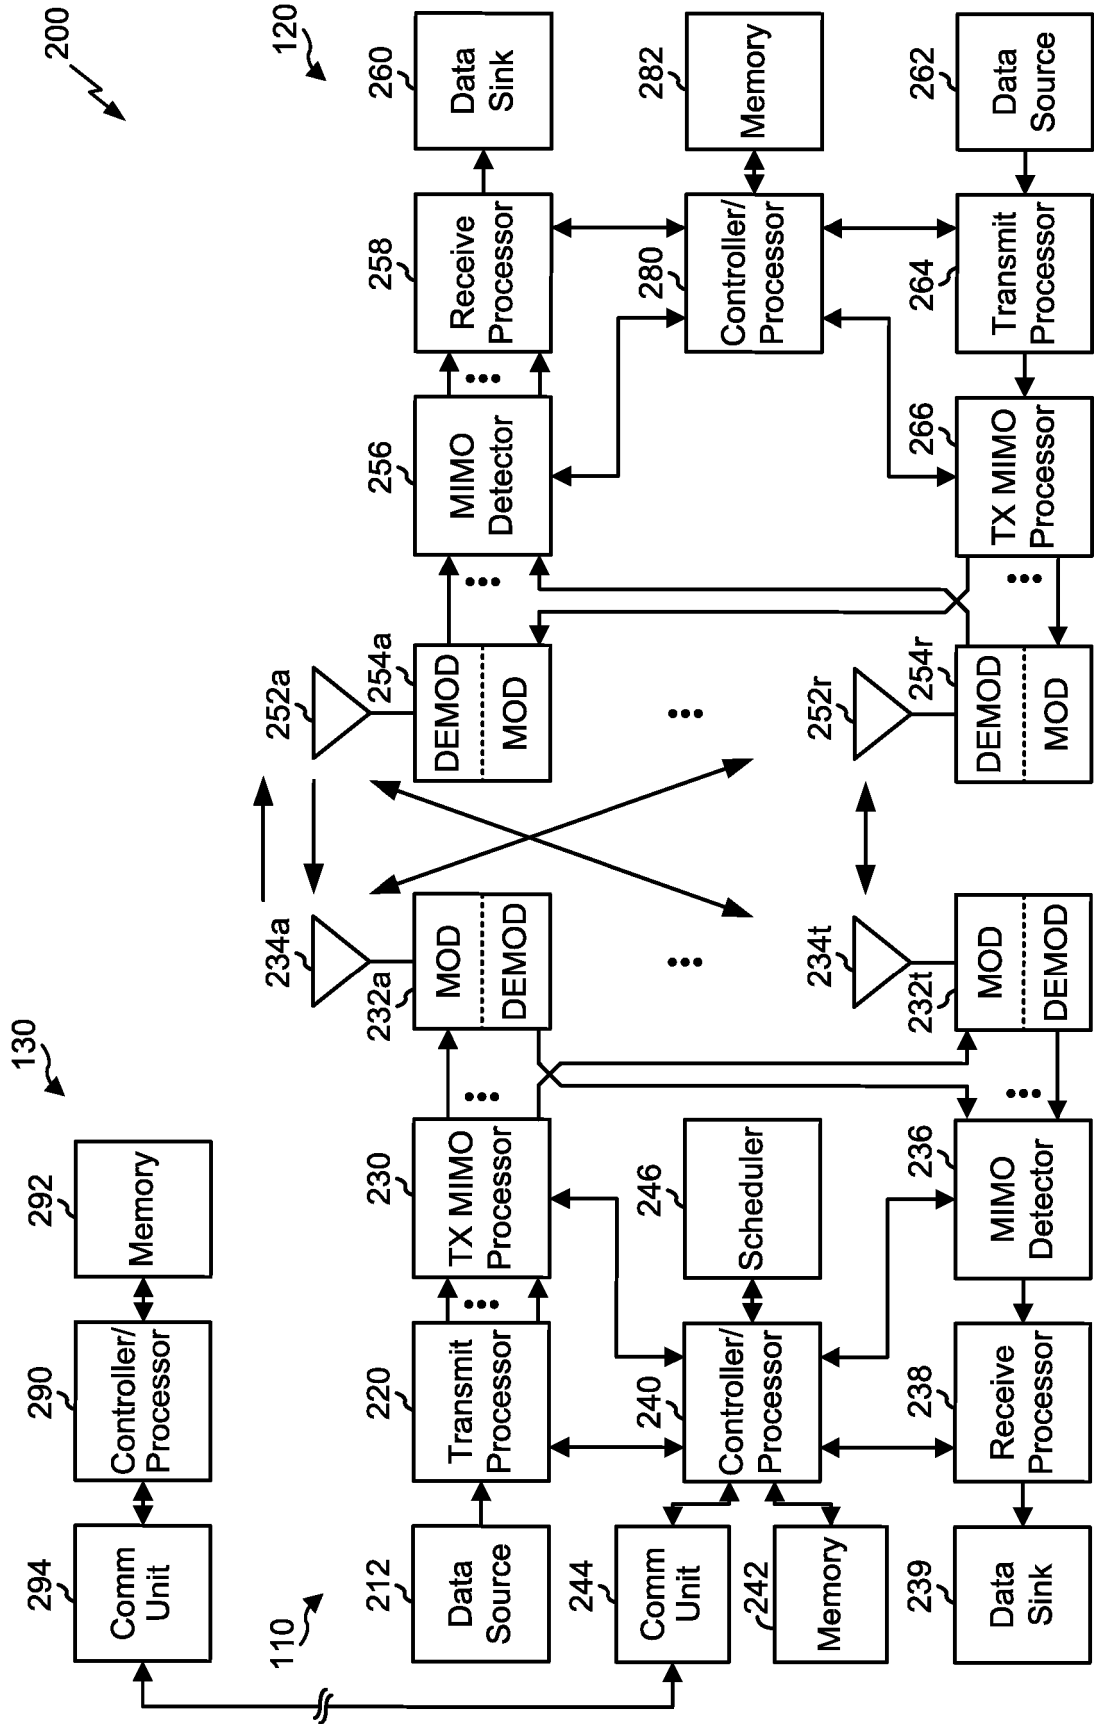 200
130
110
120
294
Comm
Unit
290
Controller/
Processor
292
Memory
212
Data
Source
220
Transmit
Processor
230
TX MIMO
Processor
232a
MOD
DEMOD
234a
252a
254a
DEMOD
MOD
256
MIMO
Detector
258
Receive
Processor
260
Data
Sink
244
Comm
Unit
242
Memory
240
Controller/
Processor
246
Scheduler
280
Controller/
Processor
282
Memory
239
Data
Sink
238
Receive
Processor
236
MIMO
Detector
232t
MOD
DEMOD
234t
252r
254r
DEMOD
MOD
266
TX MIMO
Processor
264
Transmit
Processor
262
Data
Source